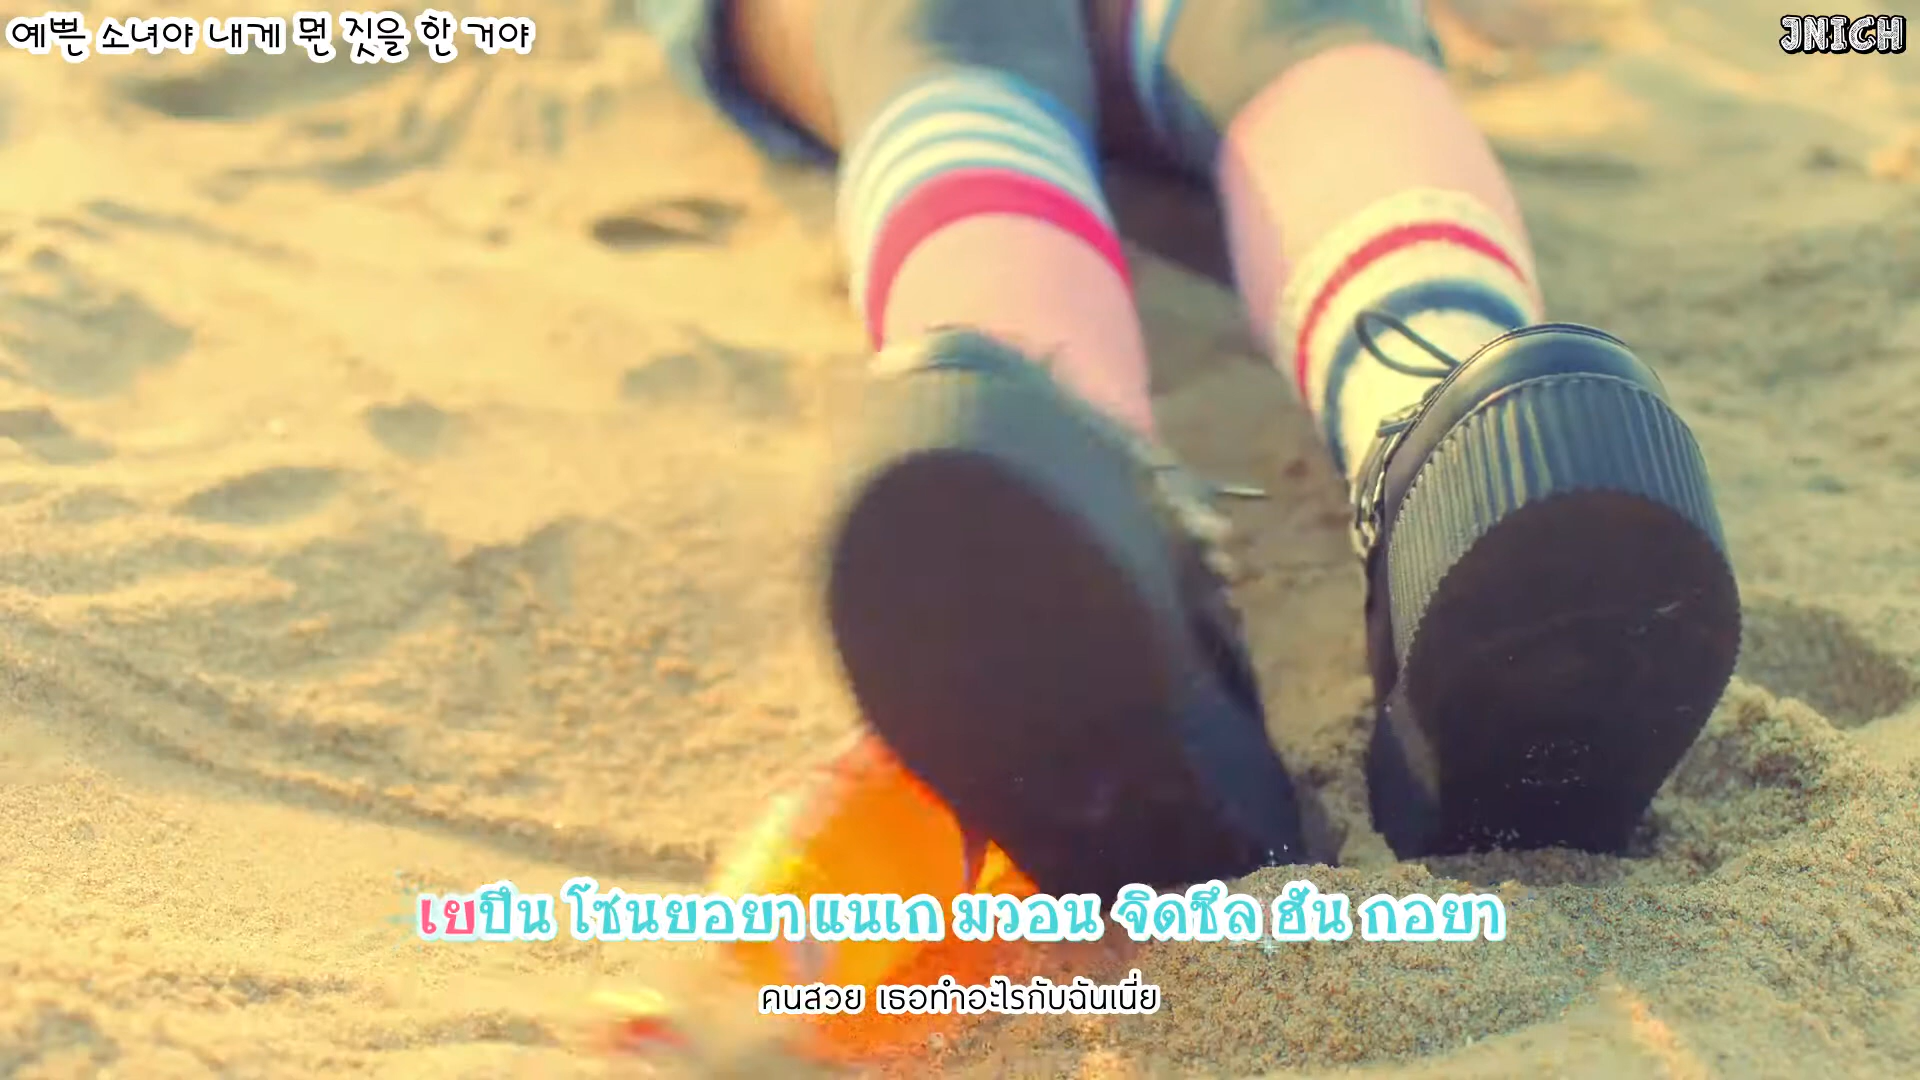 예쁜 소녀야 내게 뭔 짓을 한 거야
JNICH
เยปึน โซนยอยา แนเก มวอน จิดซึล ฮัน กอยา
คนสวย เธอทำอะไรกับฉันเนี่ย